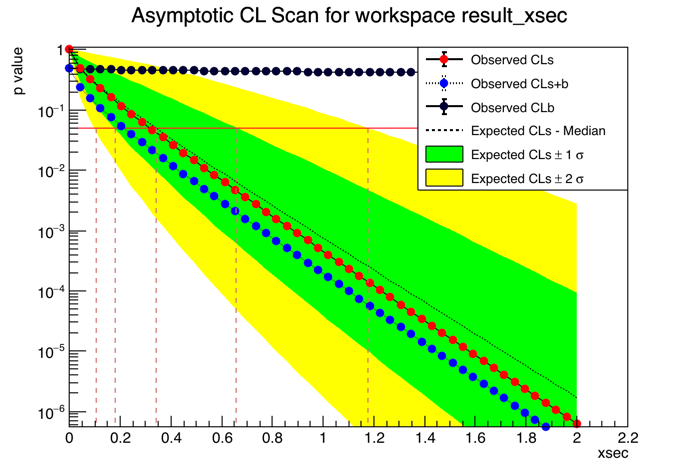 Asymptotic CL Scan for workspace result_xsec
p value
1
10⁻¹
10⁻²
10⁻³
10⁻⁴
10⁻⁵
10⁻⁶
Observed CLs
Observed CLs+b
Observed CLb
Expected CLs - Median
Expected CLs ± 1 σ
Expected CLs ± 2 σ
0 0.2 0.4 0.6 0.8 1 1.2 1.4 1.6 1.8 2 2.2
xsec